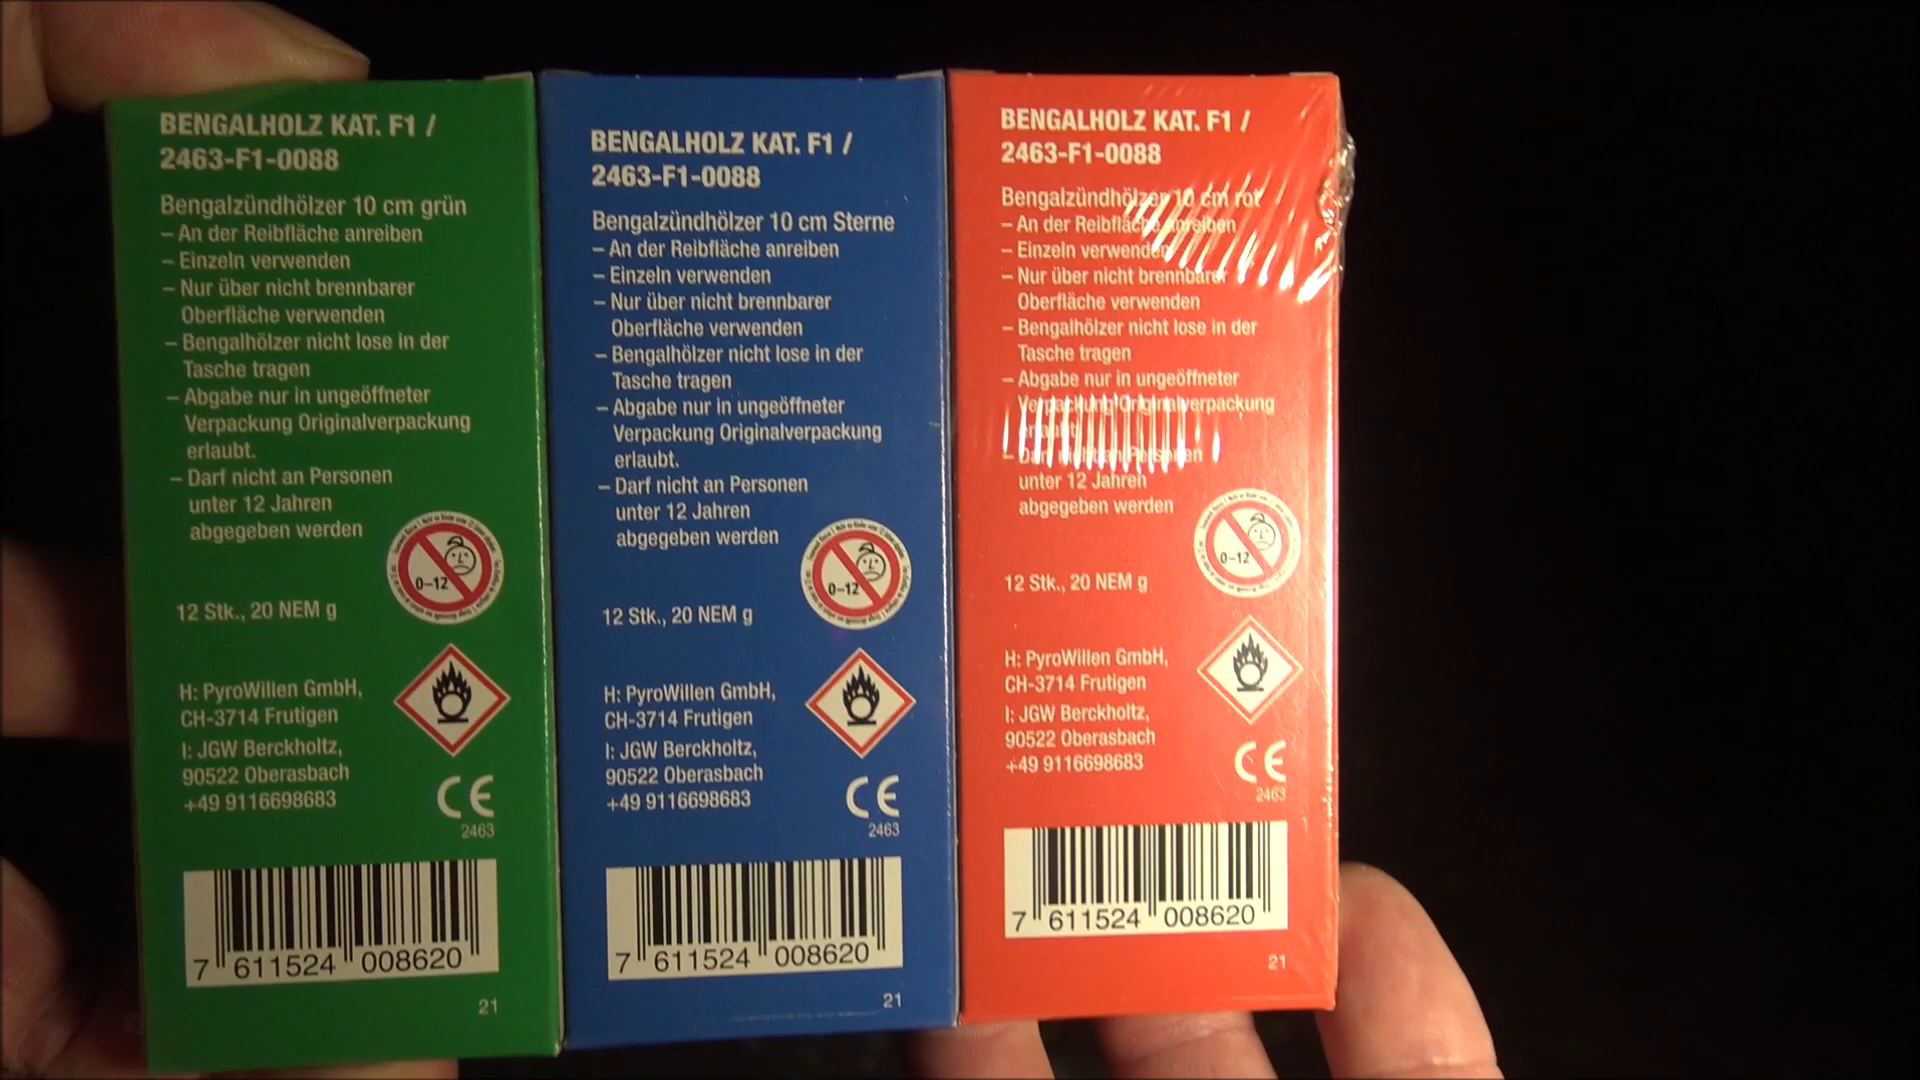 BENGALHOLZ KAT. F1 /
2463-F1-0088
Bengalzündhölzer 10 cm grün
– An der Reibfläche anreiben
– Einzeln verwenden
– Nur über nicht brennbarer
Oberfläche verwenden
– Bengalhölzer nicht lose in der
Tasche tragen
– Abgabe nur in ungeöffneter
Verpackung Originalverpackung
erlaubt.
– Darf nicht an Personen
unter 12 Jahren
abgegeben werden
0–12
12 Stk., 20 NEM g
H: PyroWillen GmbH,
CH-3714 Frutigen
I: JGW Berckholtz,
90522 Oberasbach
+49 9116698683
CE
2463
7 611524 008620
21
BENGALHOLZ KAT. F1 /
2463-F1-0088
Bengalzündhölzer 10 cm Sterne
– An der Reibfläche anreiben
– Einzeln verwenden
– Nur über nicht brennbarer
Oberfläche verwenden
– Bengalhölzer nicht lose in der
Tasche tragen
– Abgabe nur in ungeöffneter
Verpackung Originalverpackung
erlaubt.
– Darf nicht an Personen
unter 12 Jahren
abgegeben werden
0–12
12 Stk., 20 NEM g
H: PyroWillen GmbH,
CH-3714 Frutigen
I: JGW Berckholtz,
90522 Oberasbach
+49 9116698683
CE
2463
7 611524 008620
21
BENGALHOLZ KAT. F1 /
2463-F1-0088
Bengalzündhölzer 10 cm rot
– An der Reibfläche anreiben
– Einzeln verwenden
– Nur über nicht brennbarer
Oberfläche verwenden
– Bengalhölzer nicht lose in der
Tasche tragen
– Abgabe nur in ungeöffneter
Verpackung Originalverpackung
erlaubt.
– Darf nicht an Personen
unter 12 Jahren
abgegeben werden
0–12
12 Stk., 20 NEM g
H: PyroWillen GmbH,
CH-3714 Frutigen
I: JGW Berckholtz,
90522 Oberasbach
+49 9116698683
CE
2463
7 611524 008620
21